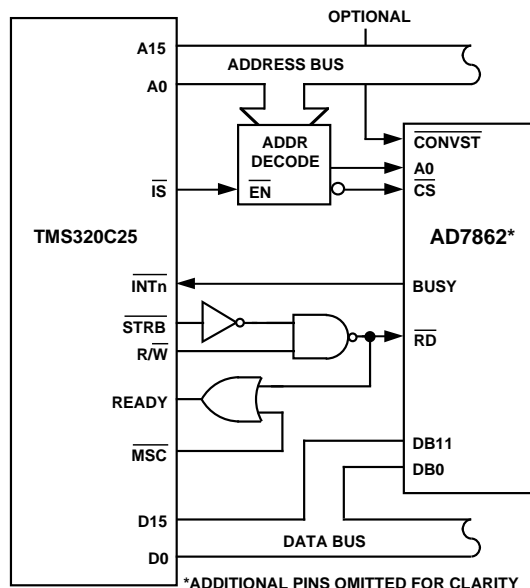 OPTIONAL
A15
ADDRESS BUS
A0
ADDR
DECODE
CONVST
A0
IS
EN
CS
TMS320C25
AD7862*
INTn
BUSY
STRB
R/W
RD
READY
MSC
DB11
DB0
D15
DATA BUS
D0
*ADDITIONAL PINS OMITTED FOR CLARITY